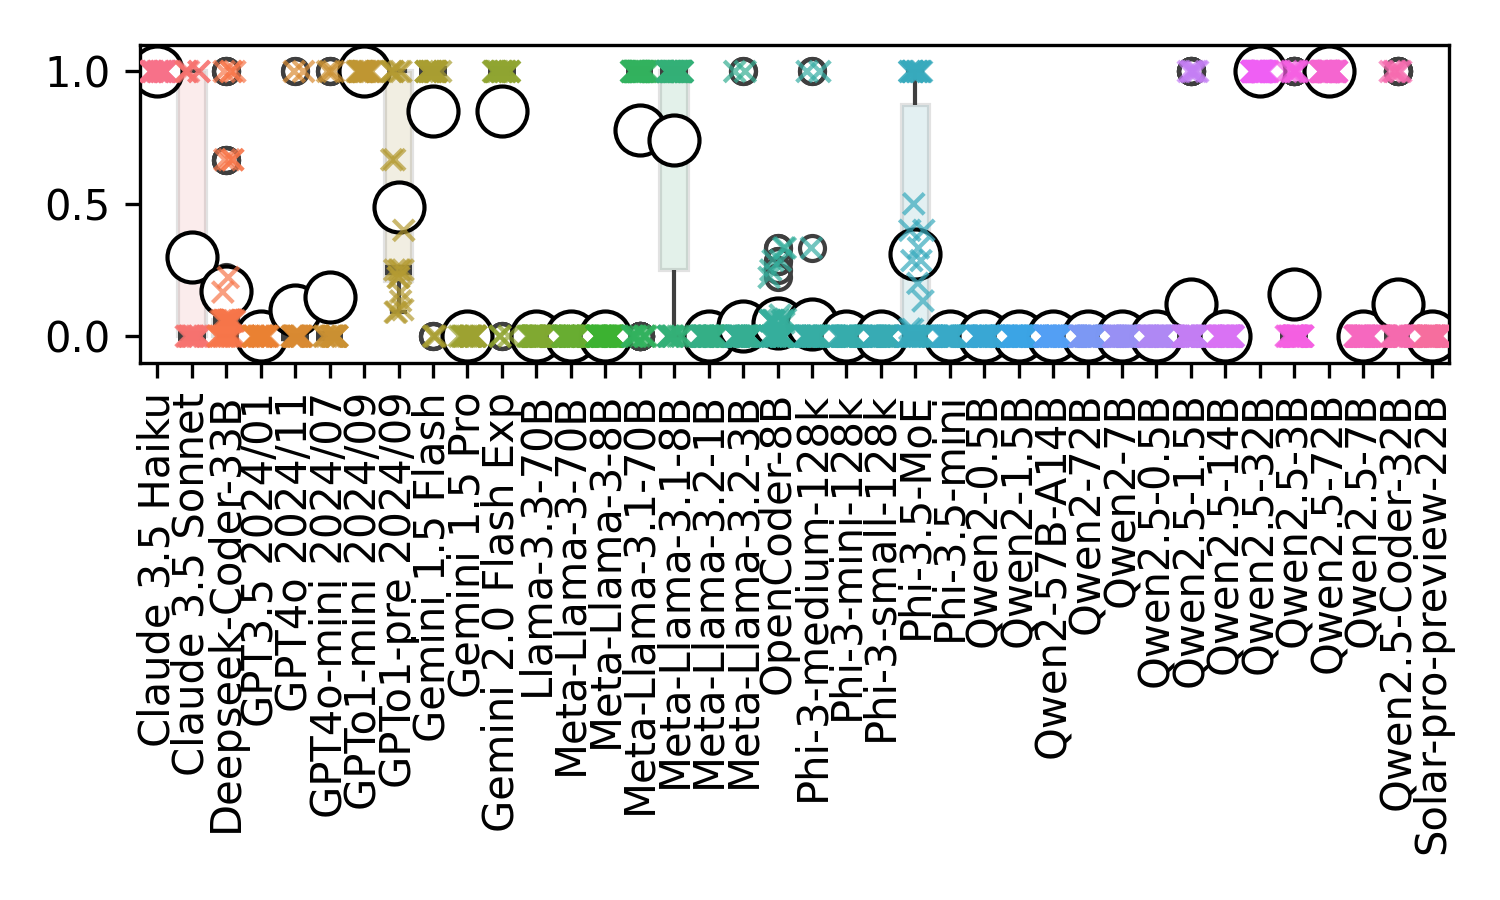 1.0
0.5
0.0
Claude 3.5 Haiku
Claude 3.5 Sonnet
Deepseek-Coder-33B
GPT3.5 2024/01
GPT4o 2024/11
GPT4o-mini 2024/07
GPTo1-mini 2024/09
GPTo1-pre 2024/09
Gemini 1.5 Flash
Gemini 1.5 Pro
Gemini 2.0 Flash Exp
Llama-3.3-70B
Meta-Llama-3-70B
Meta-Llama-3-8B
Meta-Llama-3.1-70B
Meta-Llama-3.1-8B
Meta-Llama-3.2-1B
Meta-Llama-3.2-3B
OpenCoder-8B
Phi-3-medium-128k
Phi-3-mini-128k
Phi-3-small-128k
Phi-3.5-MoE
Phi-3.5-mini
Qwen2-0.5B
Qwen2-1.5B
Qwen2-57B-A14B
Qwen2-72B
Qwen2-7B
Qwen2.5-0.5B
Qwen2.5-1.5B
Qwen2.5-14B
Qwen2.5-32B
Qwen2.5-3B
Qwen2.5-72B
Qwen2.5-7B
Qwen2.5-Coder-32B
Solar-pro-preview-22B